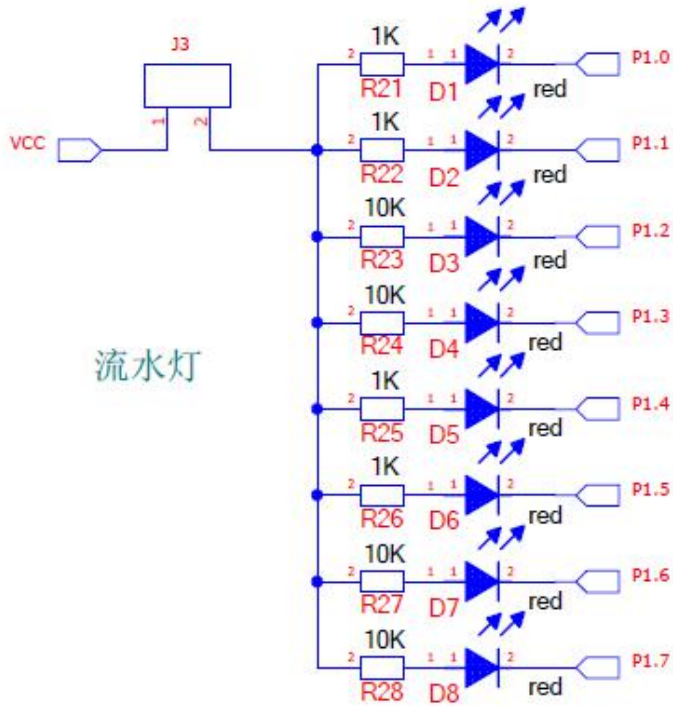 1K
J3
2 1 1 2 P1.0
R21 D1 red
1 2
1K
VCC 2 1 1 2 P1.1
R22 D2 red
10K
2 1 1 2 P1.2
R23 D3 red
10K
2 1 1 2 P1.3
R24 D4 red
流水灯
1K
2 1 1 2 P1.4
R25 D5 red
1K
2 1 1 2 P1.5
R26 D6 red
10K
2 1 1 2 P1.6
R27 D7 red
10K
2 1 1 2 P1.7
R28 D8 red